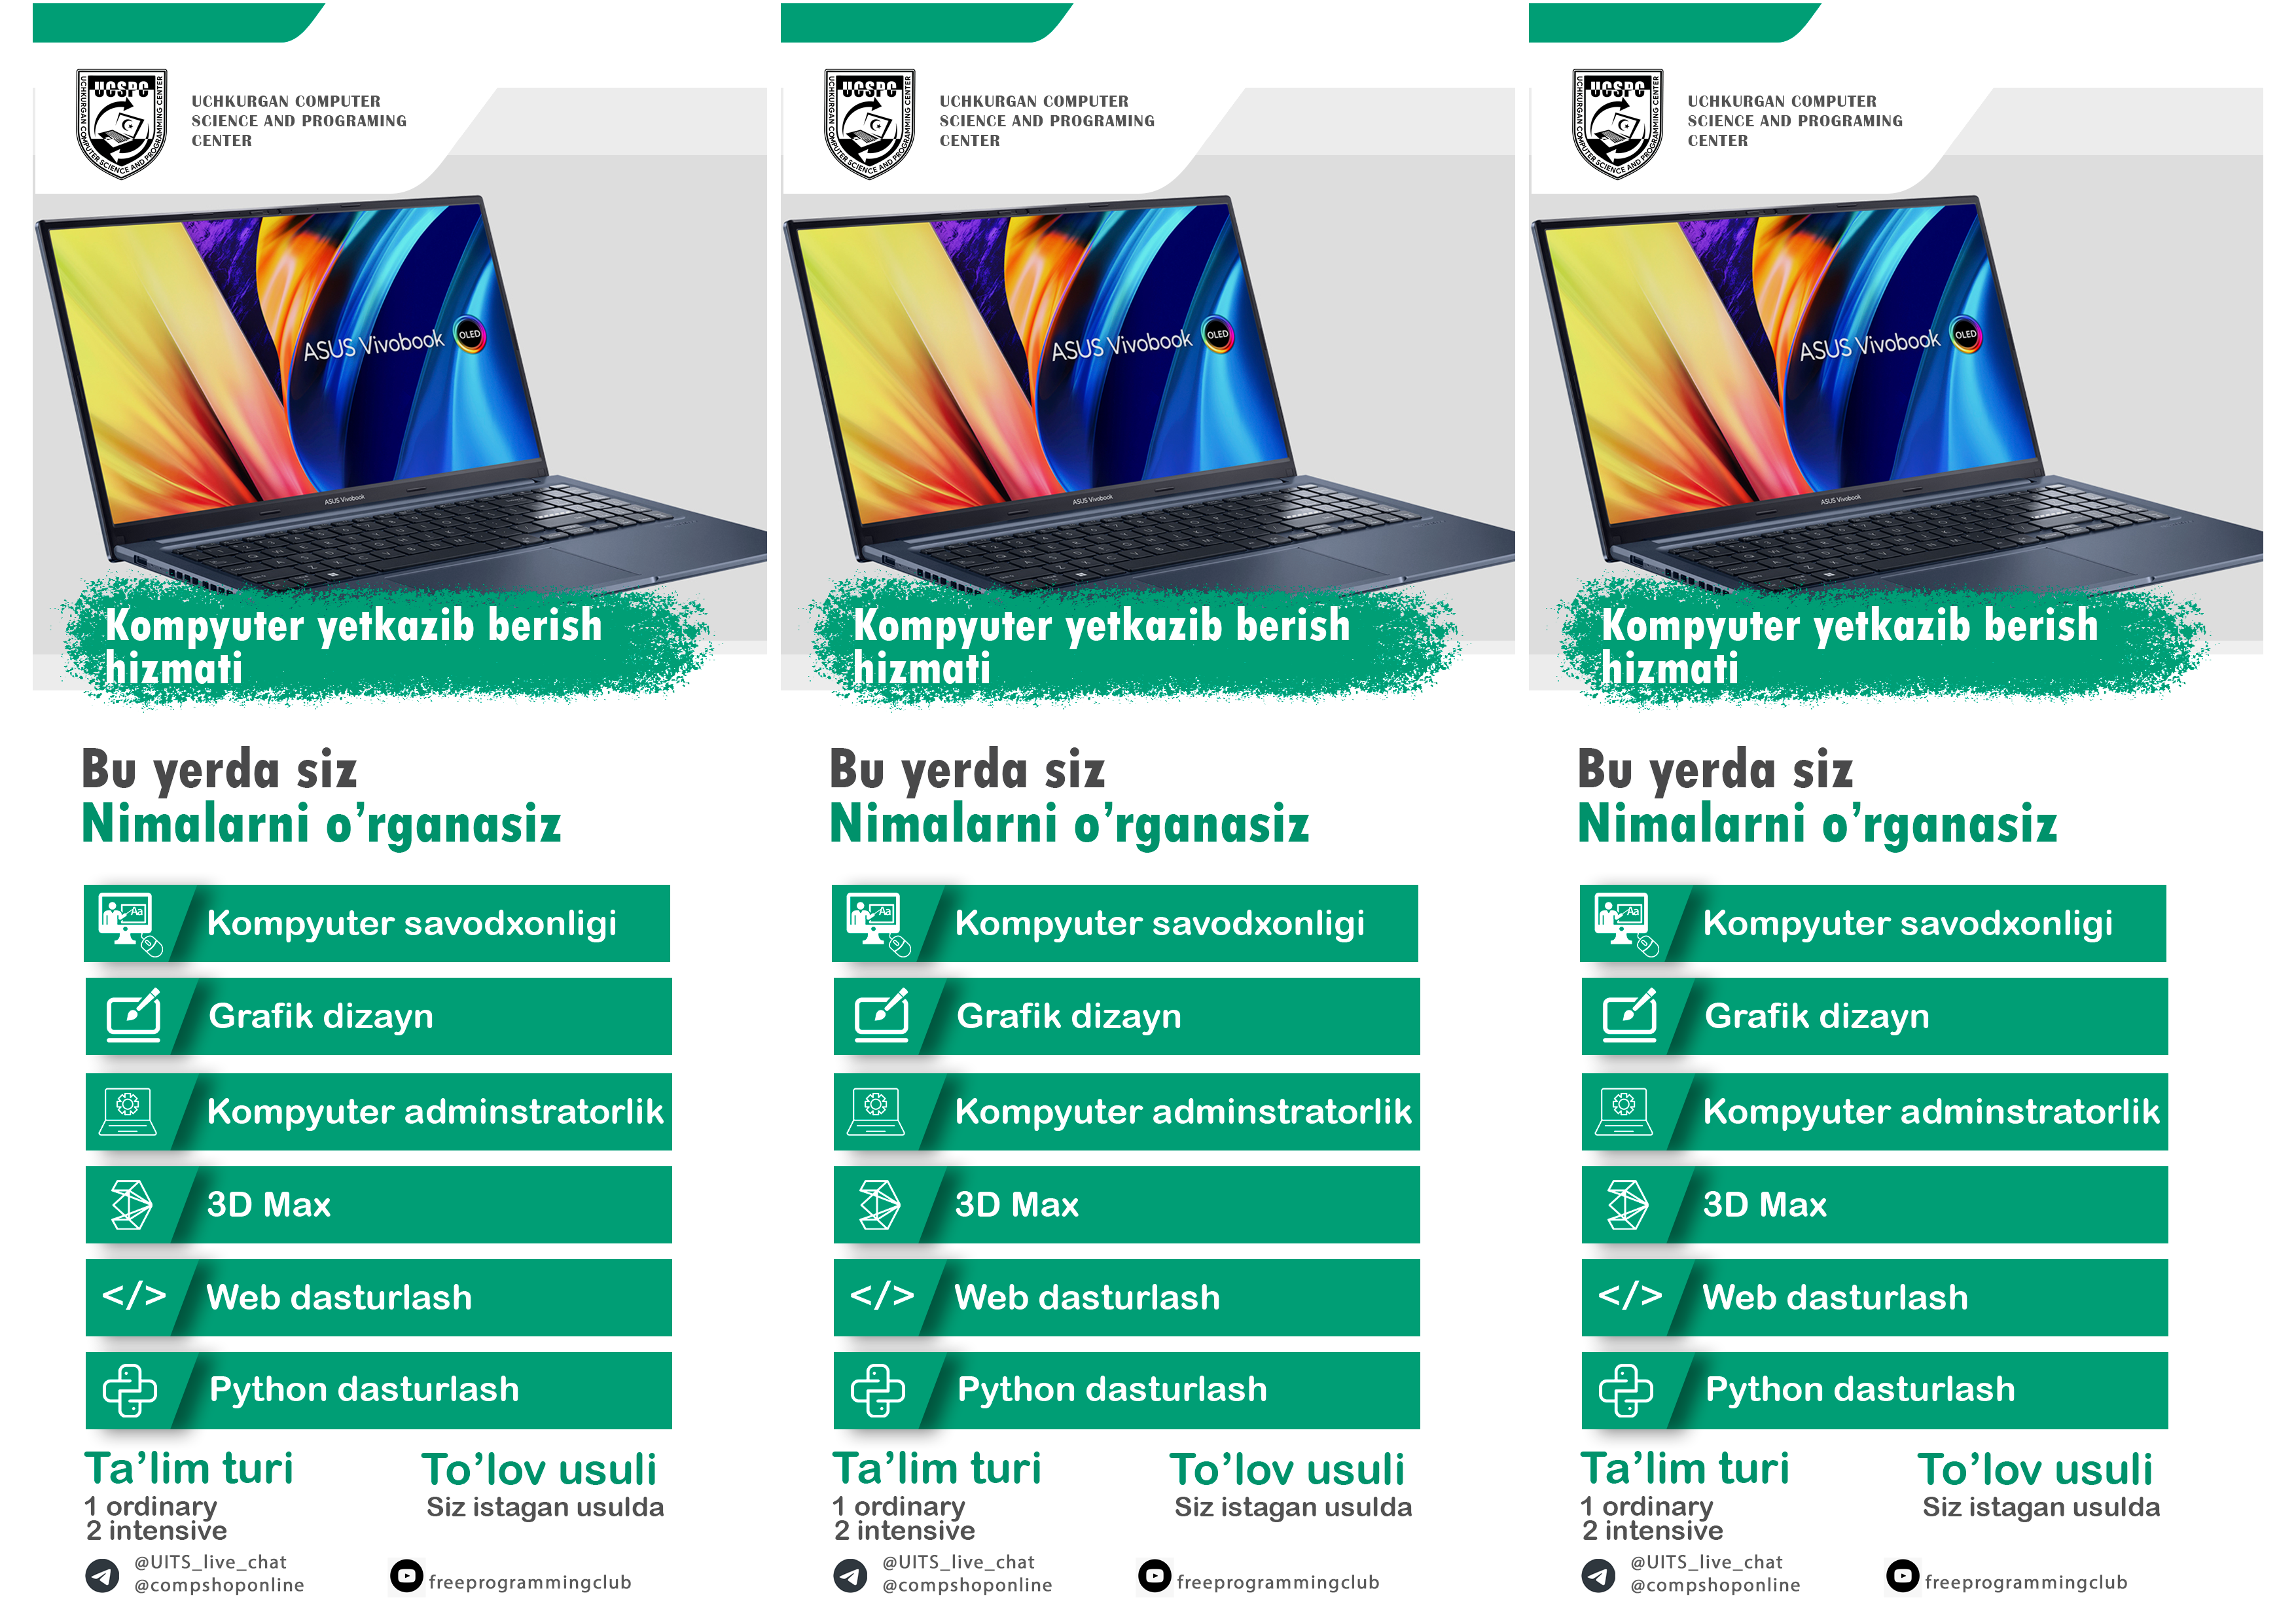 UCSPC
UCHKURGAN COMPUTER SCIENCE AND PROGRAMMING CENTER
UCHKURGAN COMPUTER
SCIENCE AND PROGRAMING
CENTER
ASUS Vivobook OLED
ASUS Vivobook
Kompyuter yetkazib berish
hizmati
Bu yerda siz
Nimalarni o’rganasiz
Aa
Kompyuter savodxonligi
Grafik dizayn
Kompyuter adminstratorlik
3D Max
</> Web dasturlash
Python dasturlash
Ta’lim turi
1 ordinary
2 intensive
To’lov usuli
Siz istagan usulda
@UITS_live_chat
@compshoponline
freeprogrammingclub
UCSPC
UCHKURGAN COMPUTER SCIENCE AND PROGRAMMING CENTER
UCHKURGAN COMPUTER
SCIENCE AND PROGRAMING
CENTER
ASUS Vivobook OLED
ASUS Vivobook
Kompyuter yetkazib berish
hizmati
Bu yerda siz
Nimalarni o’rganasiz
Aa
Kompyuter savodxonligi
Grafik dizayn
Kompyuter adminstratorlik
3D Max
</> Web dasturlash
Python dasturlash
Ta’lim turi
1 ordinary
2 intensive
To’lov usuli
Siz istagan usulda
@UITS_live_chat
@compshoponline
freeprogrammingclub
UCSPC
UCHKURGAN COMPUTER SCIENCE AND PROGRAMMING CENTER
UCHKURGAN COMPUTER
SCIENCE AND PROGRAMING
CENTER
ASUS Vivobook OLED
ASUS Vivobook
Kompyuter yetkazib berish
hizmati
Bu yerda siz
Nimalarni o’rganasiz
Aa
Kompyuter savodxonligi
Grafik dizayn
Kompyuter adminstratorlik
3D Max
</> Web dasturlash
Python dasturlash
Ta’lim turi
1 ordinary
2 intensive
To’lov usuli
Siz istagan usulda
@UITS_live_chat
@compshoponline
freeprogrammingclub